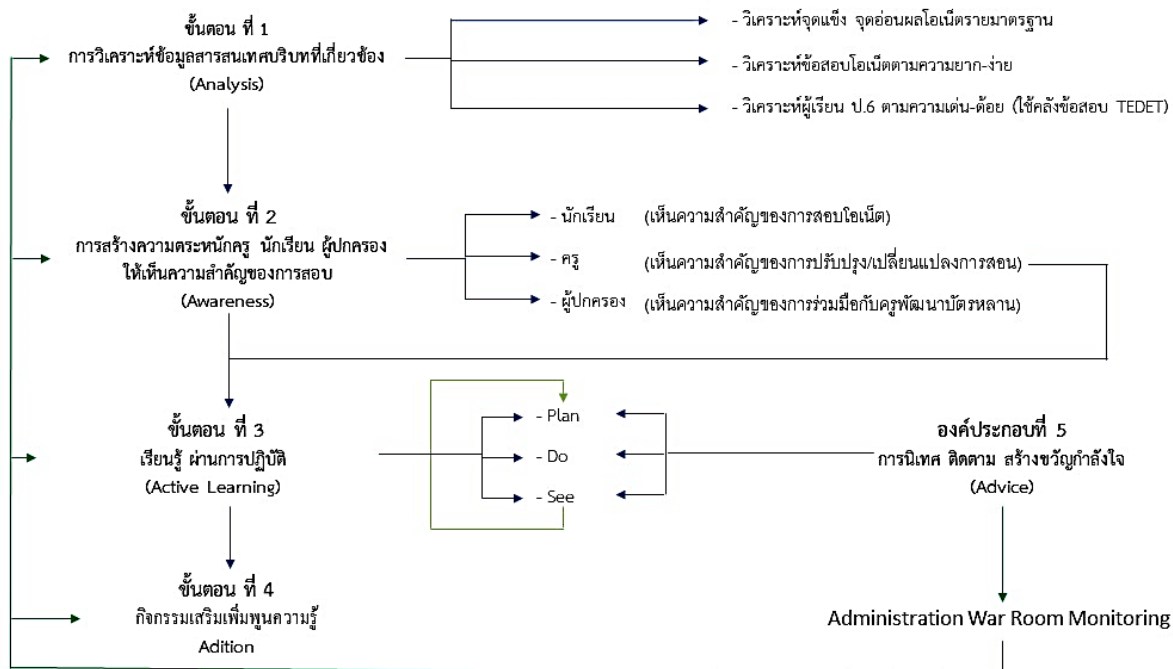 ขั้นตอน ที่ 1
การวิเคราะห์ข้อมูลสารสนเทศบริบทที่เกี่ยวข้อง
(Analysis)
- วิเคราะห์จุดแข็ง จุดอ่อนผลโอเน็ตรายมาตรฐาน
- วิเคราะห์ข้อสอบโอเน็ตตามความยาก-ง่าย
- วิเคราะห์ผู้เรียน ป.6 ตามความเด่น-ด้อย (ใช้คลังข้อสอบ TEDET)
ขั้นตอน ที่ 2
การสร้างความตระหนักครู นักเรียน ผู้ปกครอง
ให้เห็นความสำคัญของการสอบ
(Awareness)
- นักเรียน (เห็นความสำคัญของการสอบโอเน็ต)
- ครู (เห็นความสำคัญของการปรับปรุง/เปลี่ยนแปลงการสอน)
- ผู้ปกครอง (เห็นความสำคัญของการร่วมมือกับครูพัฒนาบัตรหลาน)
ขั้นตอน ที่ 3
เรียนรู้ ผ่านการปฏิบัติ
(Active Learning)
- Plan
- Do
- See
องค์ประกอบที่ 5
การนิเทศ ติดตาม สร้างขวัญกำลังใจ
(Advice)
ขั้นตอน ที่ 4
กิจกรรมเสริมเพิ่มพูนความรู้
Adition
Administration War Room Monitoring